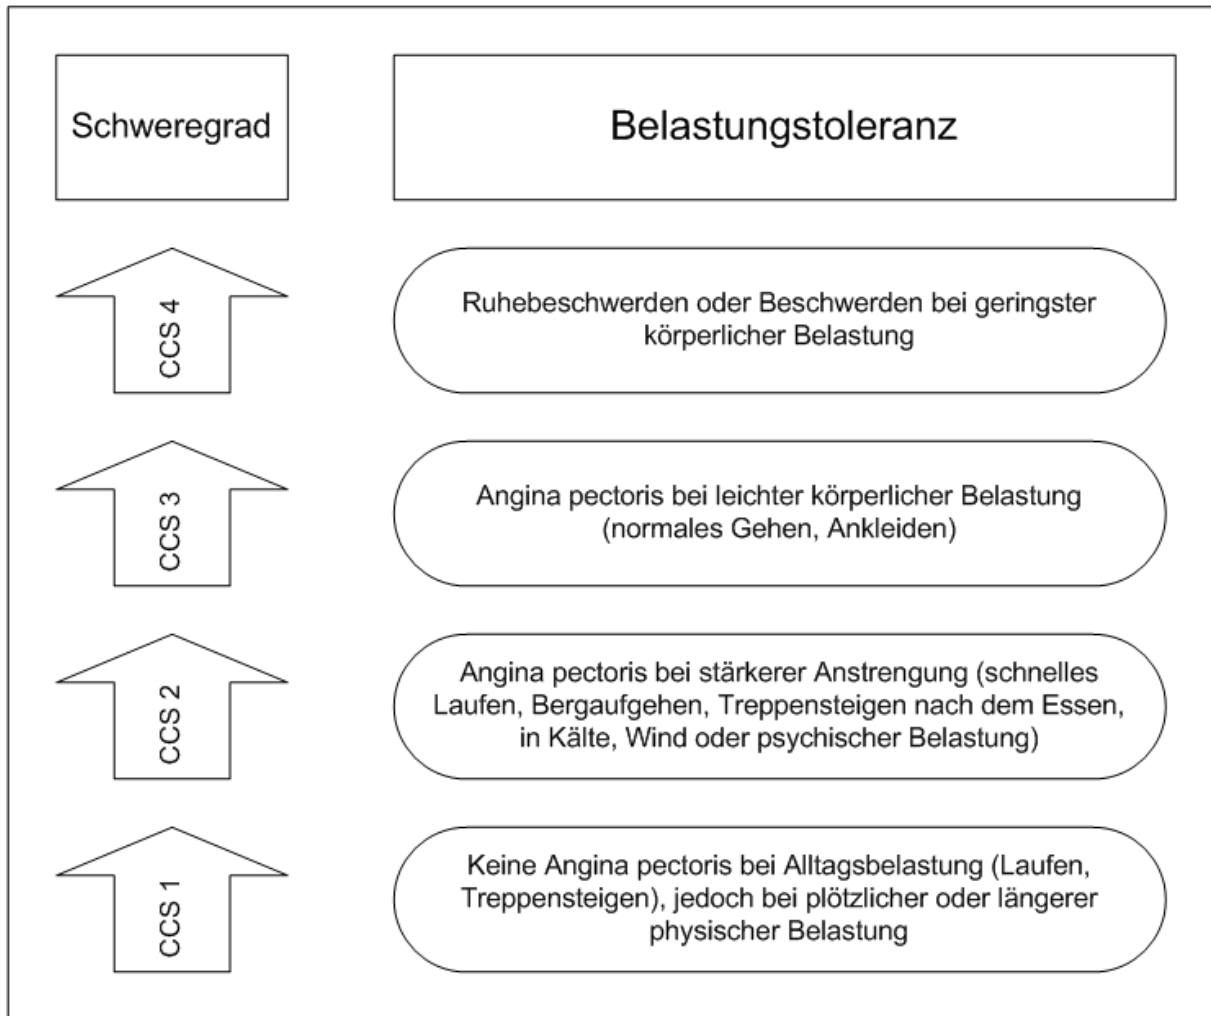 Schweregrad
Belastungstoleranz
CCS 4
Ruhebeschwerden oder Beschwerden bei geringster
körperlicher Belastung
CCS 3
Angina pectoris bei leichter körperlicher Belastung
(normales Gehen, Ankleiden)
CCS 2
Angina pectoris bei stärkerer Anstrengung (schnelles
Laufen, Bergaufgehen, Treppensteigen nach dem Essen,
in Kälte, Wind oder psychischer Belastung)
CCS 1
Keine Angina pectoris bei Alltagsbelastung (Laufen,
Treppensteigen), jedoch bei plötzlicher oder längerer
physischer Belastung